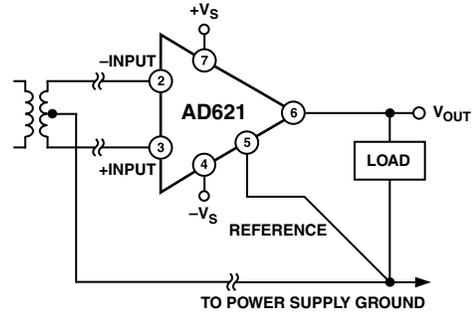 +VS
–INPUT
7
2
AD621
6
VOUT
3
5
LOAD
4
+INPUT
–VS
REFERENCE
TO POWER SUPPLY GROUND